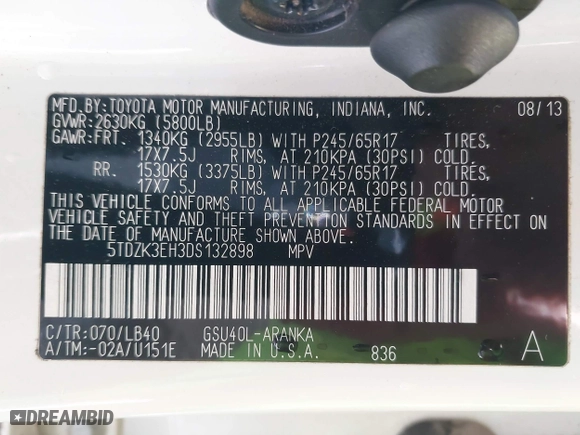 MFD.BY:TOYOTA MOTOR MANUFACTURING, INDIANA, INC. 08/13
GVWR:2630KG (5800LB)
GAWR:FRT. 1340KG (2955LB) WITH P245/65R17 TIRES,
17X7.5J RIMS, AT 210KPA (30PSI) COLD.
RR. 1530KG (3375LB) WITH P245/65R17 TIRES,
17X7.5J RIMS, AT 210KPA (30PSI) COLD.
THIS VEHICLE CONFORMS TO ALL APPLICABLE FEDERAL MOTOR
VEHICLE SAFETY AND THEFT PREVENTION STANDARDS IN EFFECT ON
THE DATE OF MANUFACTURE SHOWN ABOVE.
5TDZK3EH3DS132898 MPV
C/TR:070/LB40 GSU40L-ARANKA
A/TM:-02A/U151E MADE IN U.S.A. 836 A
DREAMBID